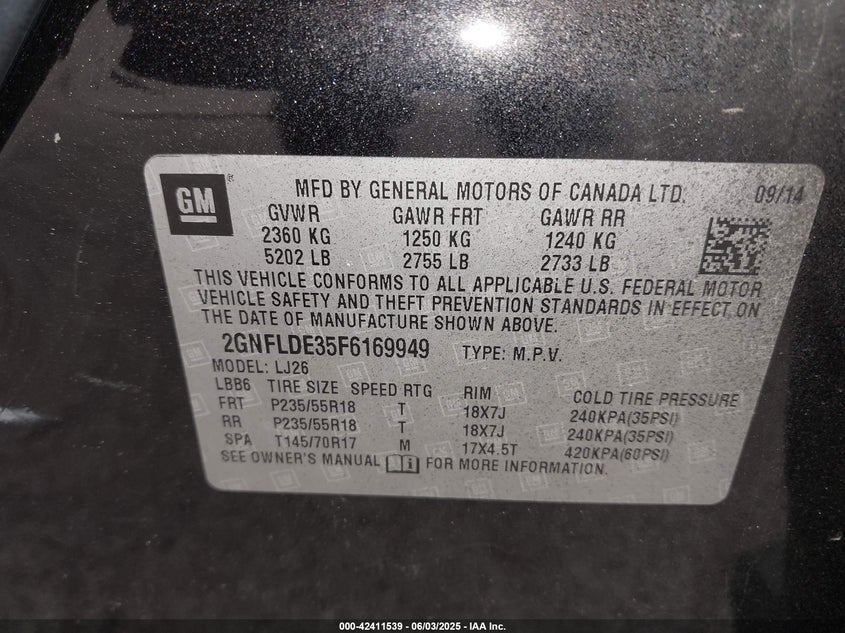 GM ® MFD BY GENERAL MOTORS OF CANADA LTD. 09/14
GVWR GAWR FRT GAWR RR
2360 KG 1250 KG 1240 KG
5202 LB 2755 LB 2733 LB
THIS VEHICLE CONFORMS TO ALL APPLICABLE U.S. FEDERAL MOTOR
VEHICLE SAFETY AND THEFT PREVENTION STANDARDS IN EFFECT ON
THE DATE OF MANUFACTURE SHOWN ABOVE.
2GNFLDE35F6169949 TYPE: M.P.V.
MODEL: LJ26
LBB6 TIRE SIZE SPEED RTG RIM COLD TIRE PRESSURE
FRT P235/55R18 T 18X7J 240KPA(35PSI)
RR P235/55R18 T 18X7J 240KPA(35PSI)
SPA T145/70R17 M 17X4.5T 420KPA(60PSI)
SEE OWNER'S MANUAL FOR MORE INFORMATION.
000-42411539 - 06/03/2025 - IAA Inc.